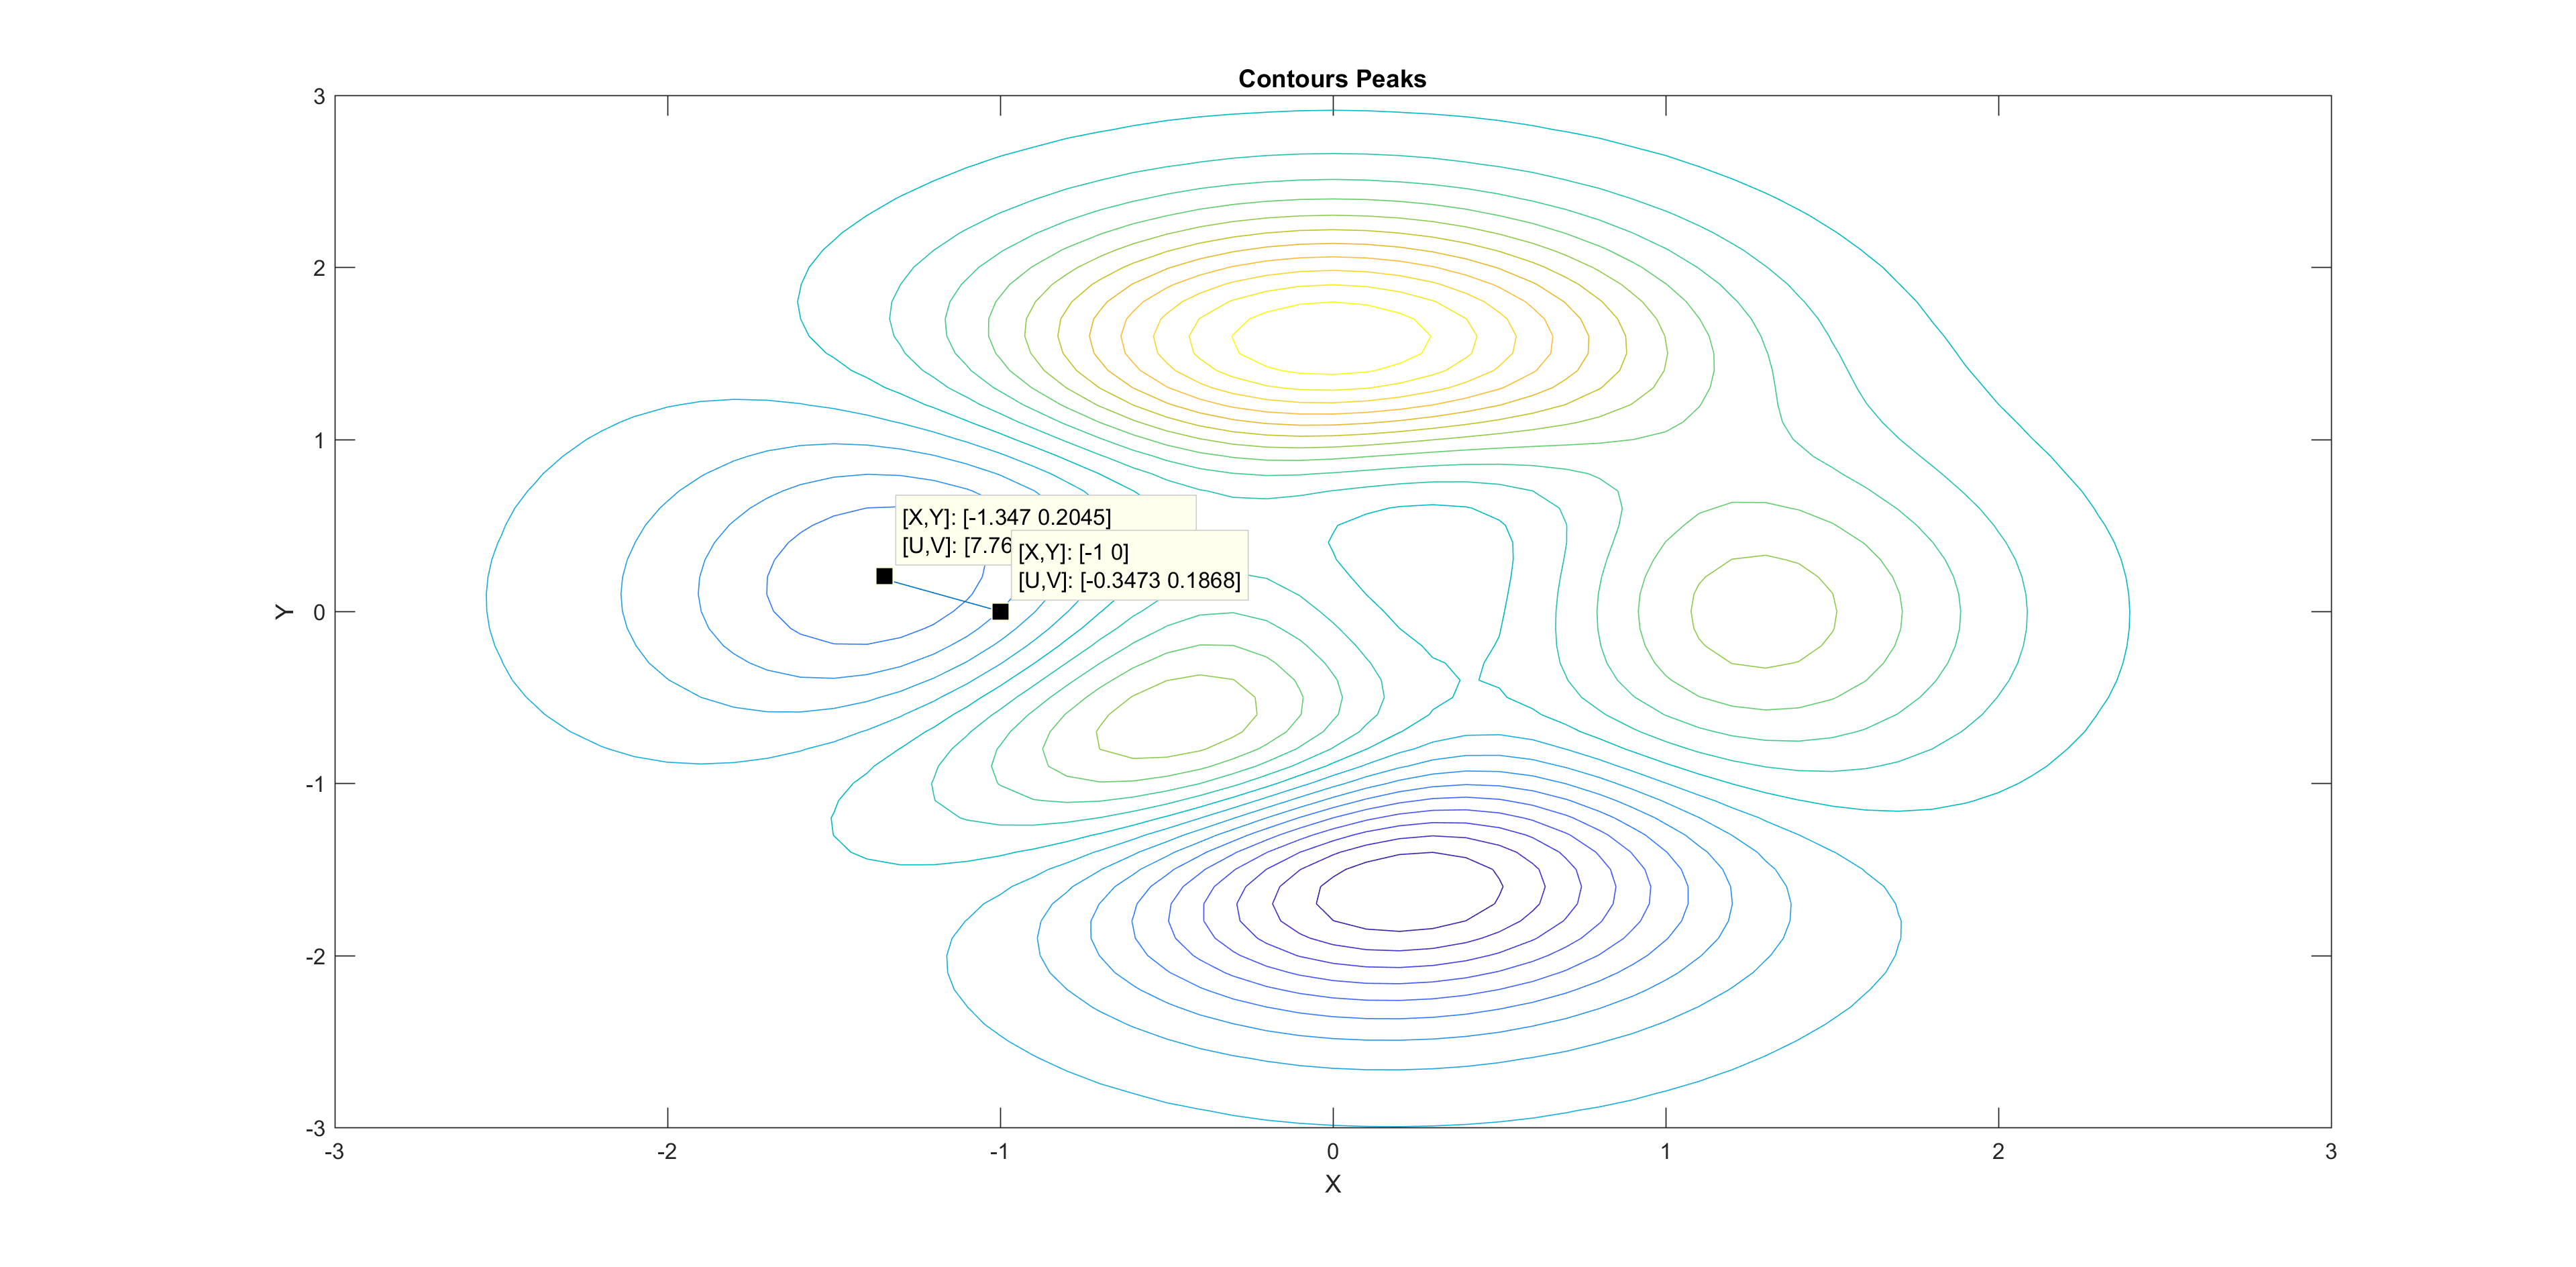 Contours Peaks
3
2
1
0
-1
-2
-3
Y
[X,Y]: [-1.347 0.2045]
[U,V]: [7.76
[X,Y]: [-1 0]
[U,V]: [-0.3473 0.1868]
-3 -2 -1 0 1 2 3
X